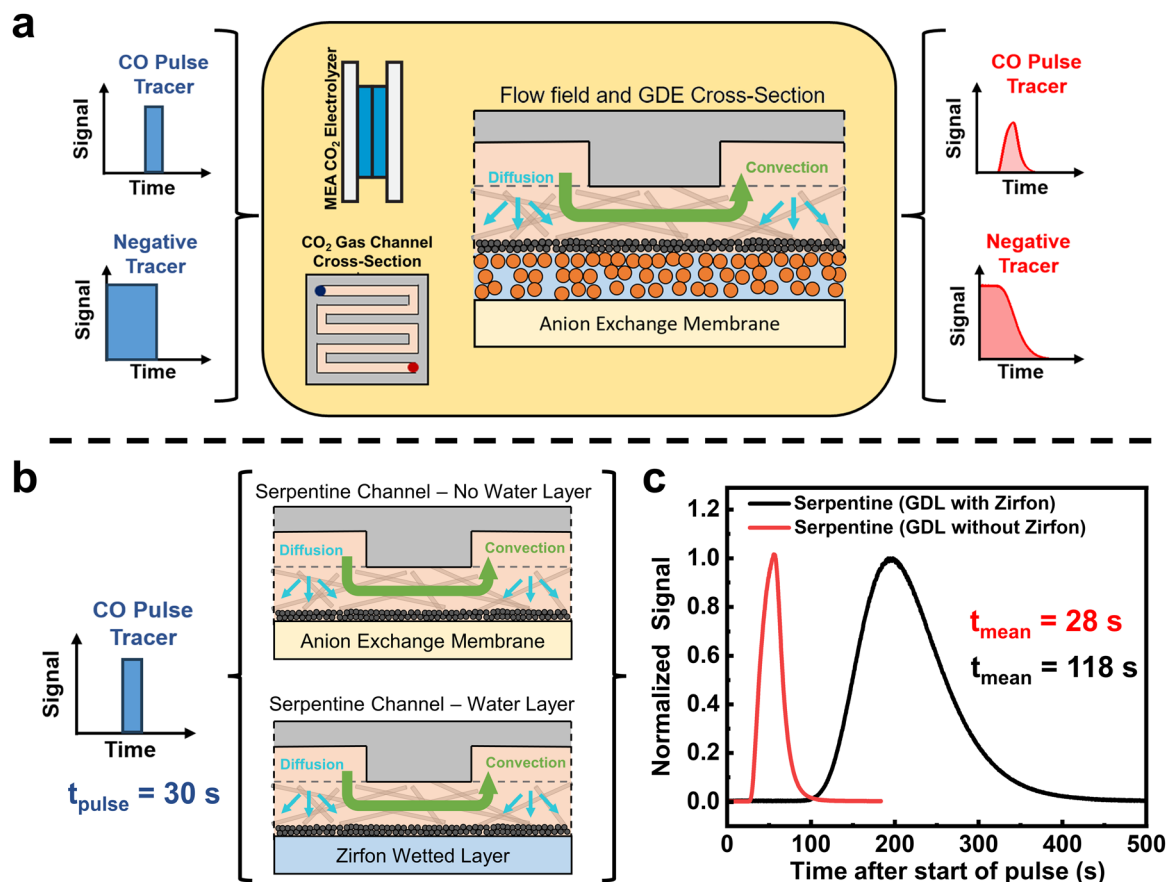 a
CO Pulse
Tracer
Signal
Time
Negative
Tracer
Signal
Time
MEA CO₂ Electrolyzer
CO₂ Gas Channel
Cross-Section
Flow field and GDE Cross-Section
Diffusion
Convection
Anion Exchange Membrane
CO Pulse
Tracer
Signal
Time
Negative
Tracer
Signal
Time
b
CO Pulse
Tracer
Signal
Time
t_pulse = 30 s
Serpentine Channel – No Water Layer
Diffusion
Convection
Anion Exchange Membrane
Serpentine Channel – Water Layer
Diffusion
Convection
Zirfon Wetted Layer
c
Serpentine (GDL with Zirfon)
Serpentine (GDL without Zirfon)
t_mean = 28 s
t_mean = 118 s
Normalized Signal
1.2
1.0
0.8
0.6
0.4
0.2
0.0
0 100 200 300 400 500
Time after start of pulse (s)